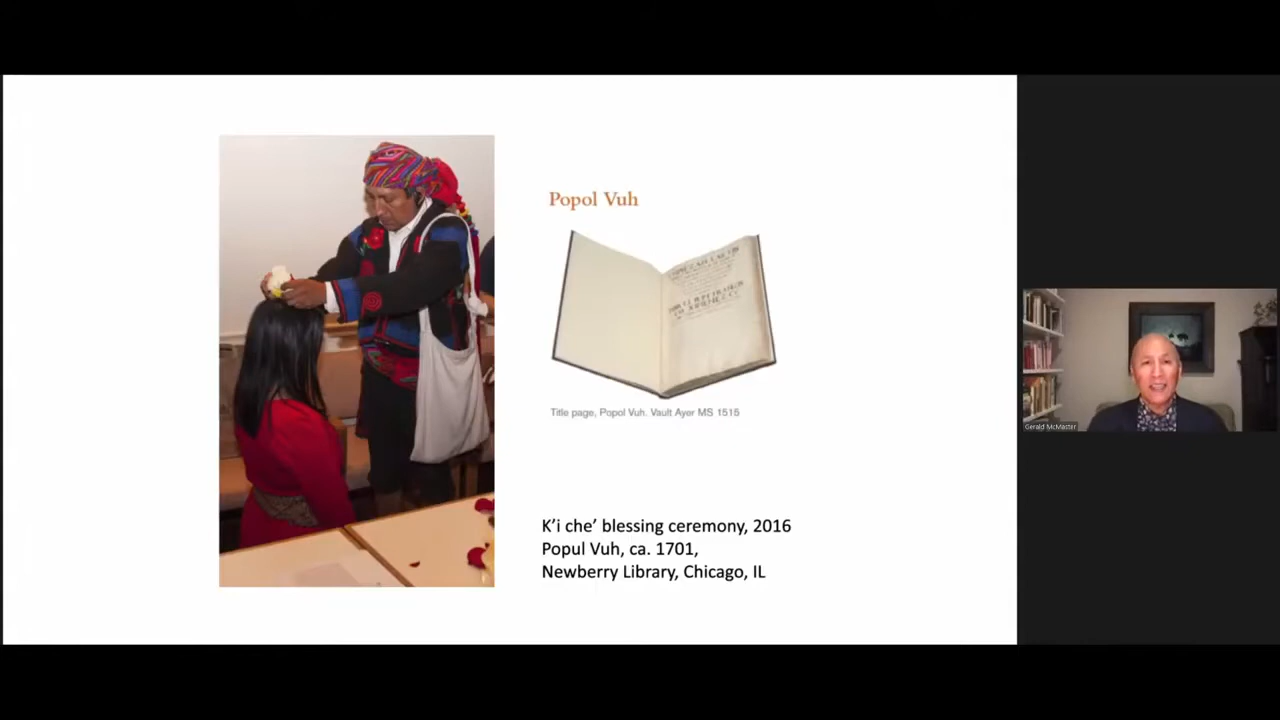 Popol Vuh
Title page, Popol Vuh. Vault Ayer MS 1515
K’i che’ blessing ceremony, 2016
Popul Vuh, ca. 1701,
Newberry Library, Chicago, IL
Gerald McMaster